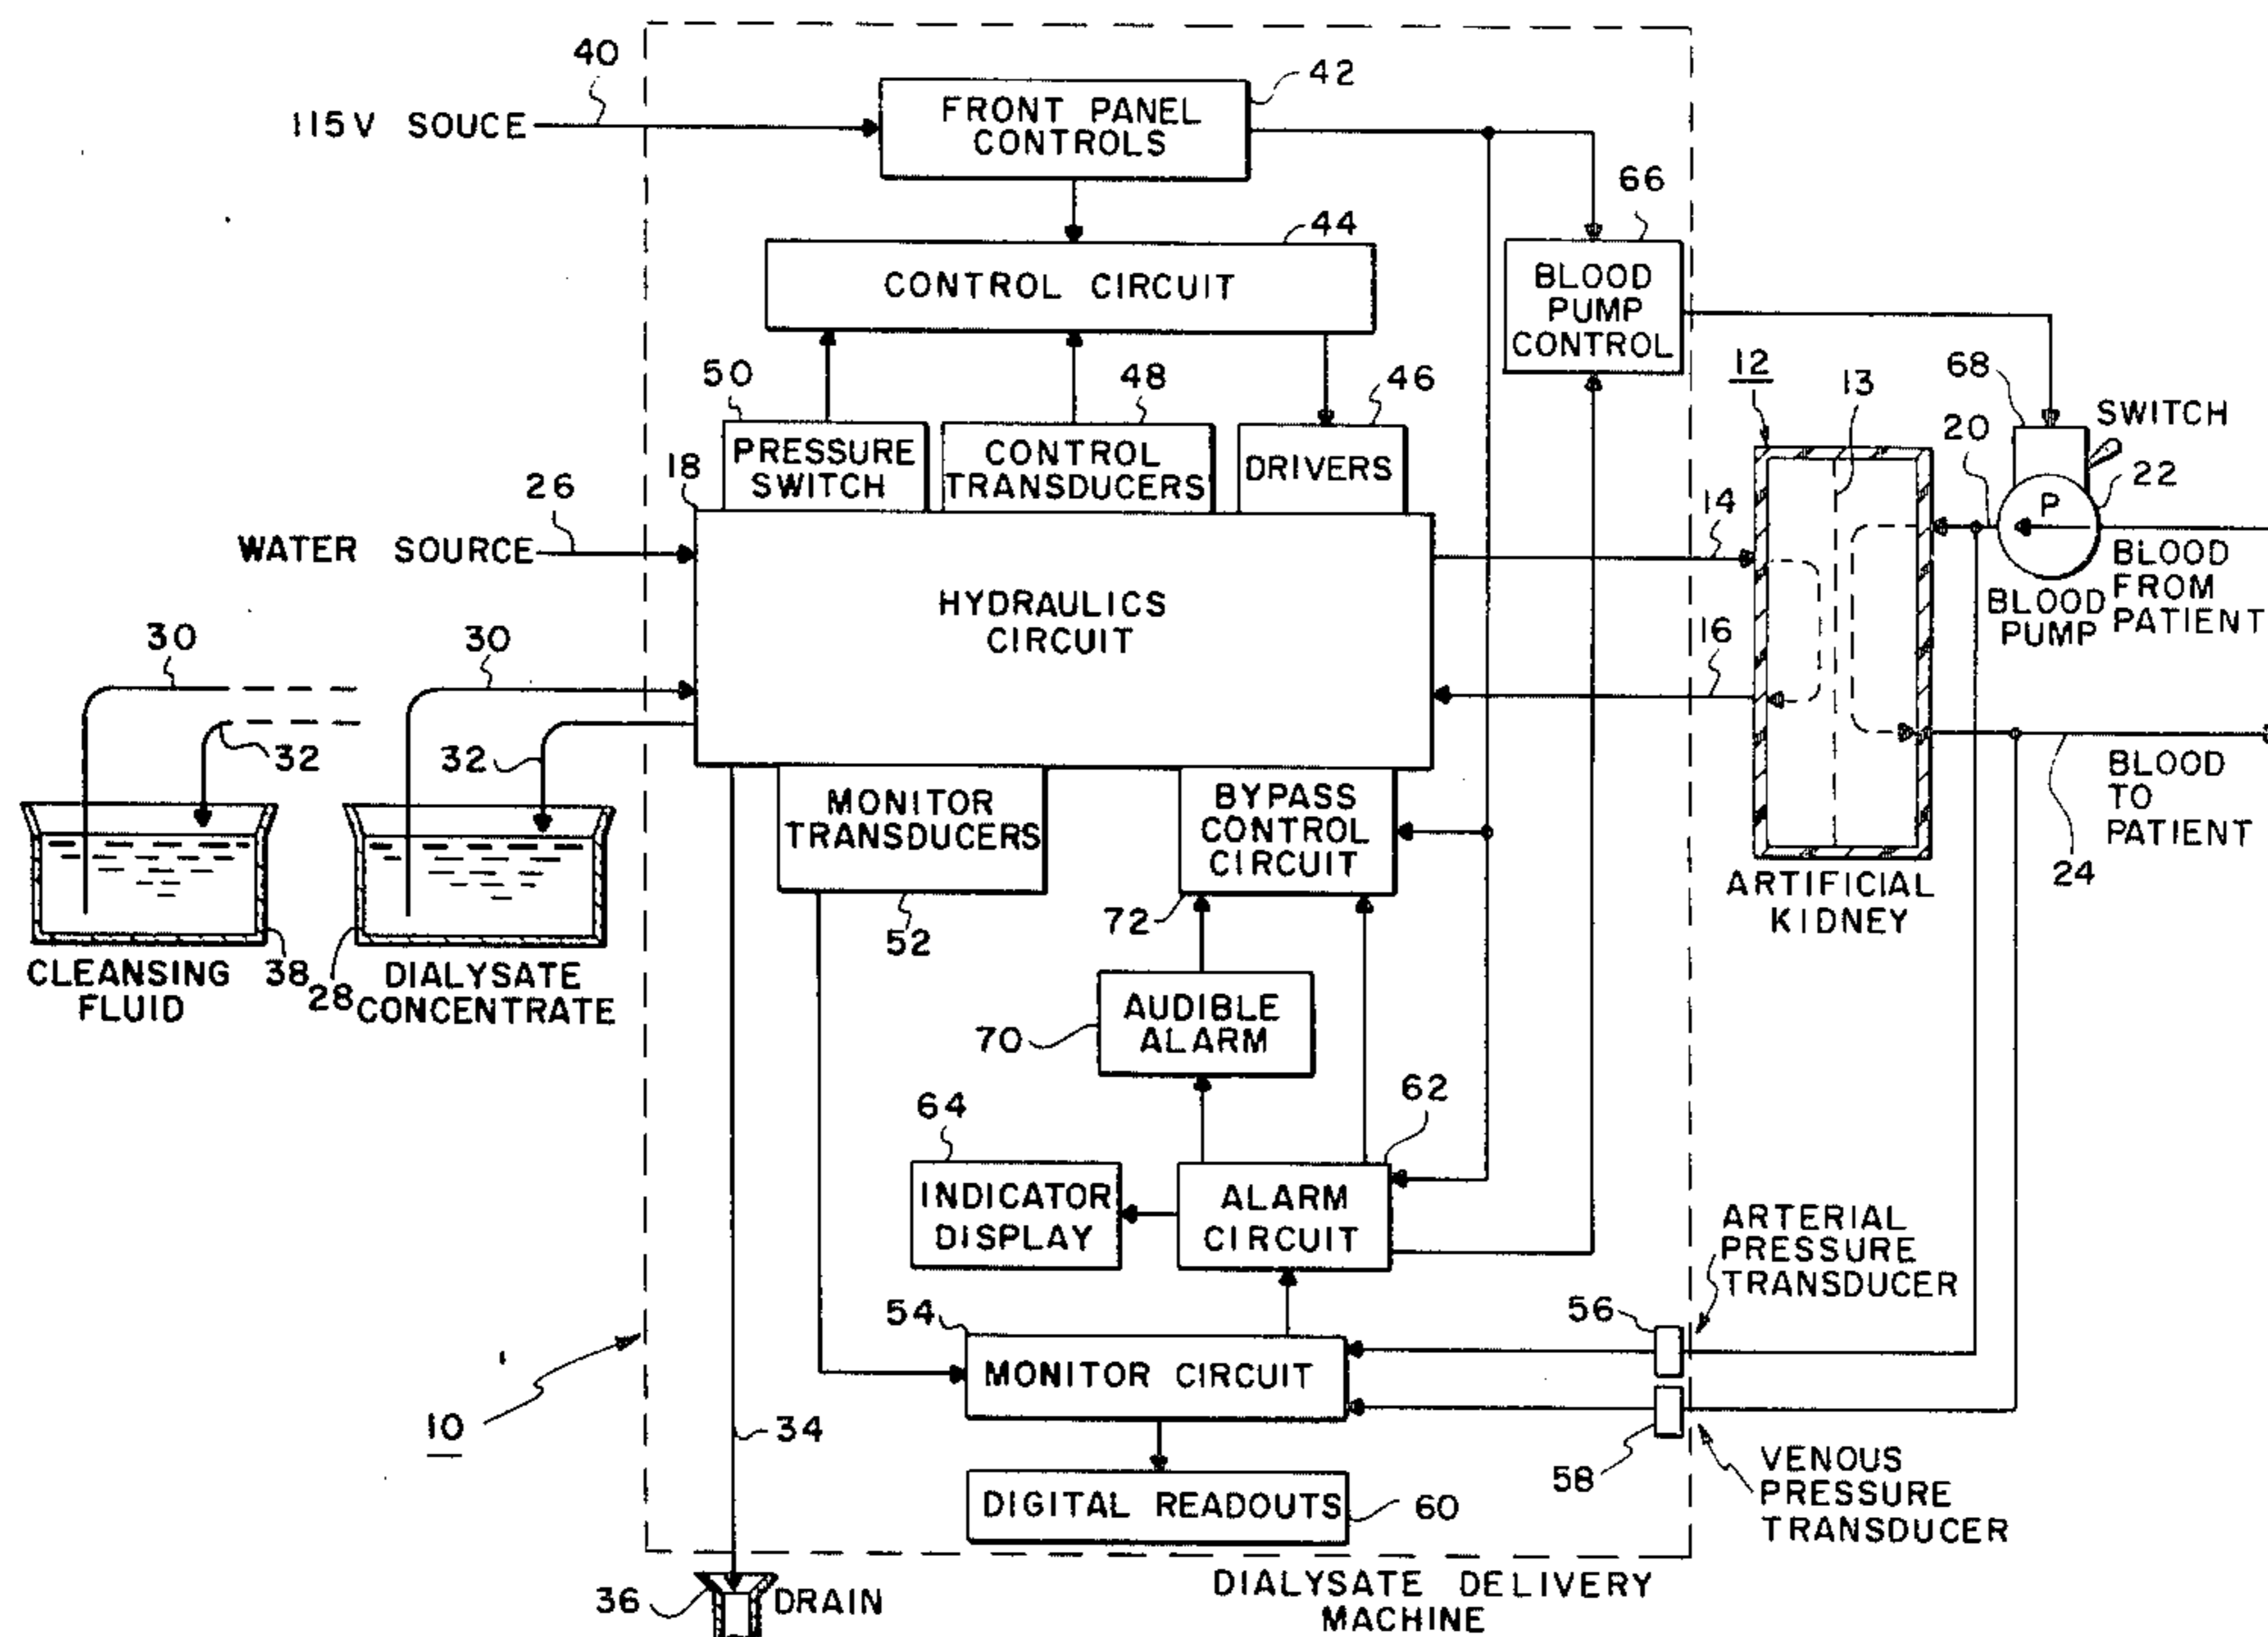 40
42
115V SOUCE
FRONT PANEL
CONTROLS
66
44
CONTROL CIRCUIT
BLOOD
PUMP
CONTROL
50
48
46
12
13
68
SWITCH
20
22
PRESSURE
SWITCH
CONTROL
TRANSDUCERS
DRIVERS
18
26
WATER SOURCE
14
P
BLOOD
FROM
PATIENT
BLOOD
PUMP
HYDRAULICS
CIRCUIT
30
30
16
32
32
MONITOR
TRANSDUCERS
BYPASS
CONTROL
CIRCUIT
BLOOD
TO
PATIENT
24
ARTIFICIAL
KIDNEY
72
52
CLEANSING
FLUID
38
28
DIALYSATE
CONCENTRATE
AUDIBLE
ALARM
70
64
62
INDICATOR
DISPLAY
ALARM
CIRCUIT
ARTERIAL
PRESSURE
TRANSDUCER
54
56
MONITOR CIRCUIT
10
34
58
VENOUS
PRESSURE
TRANSDUCER
DIGITAL READOUTS
60
36
DRAIN
DIALYSATE DELIVERY
MACHINE